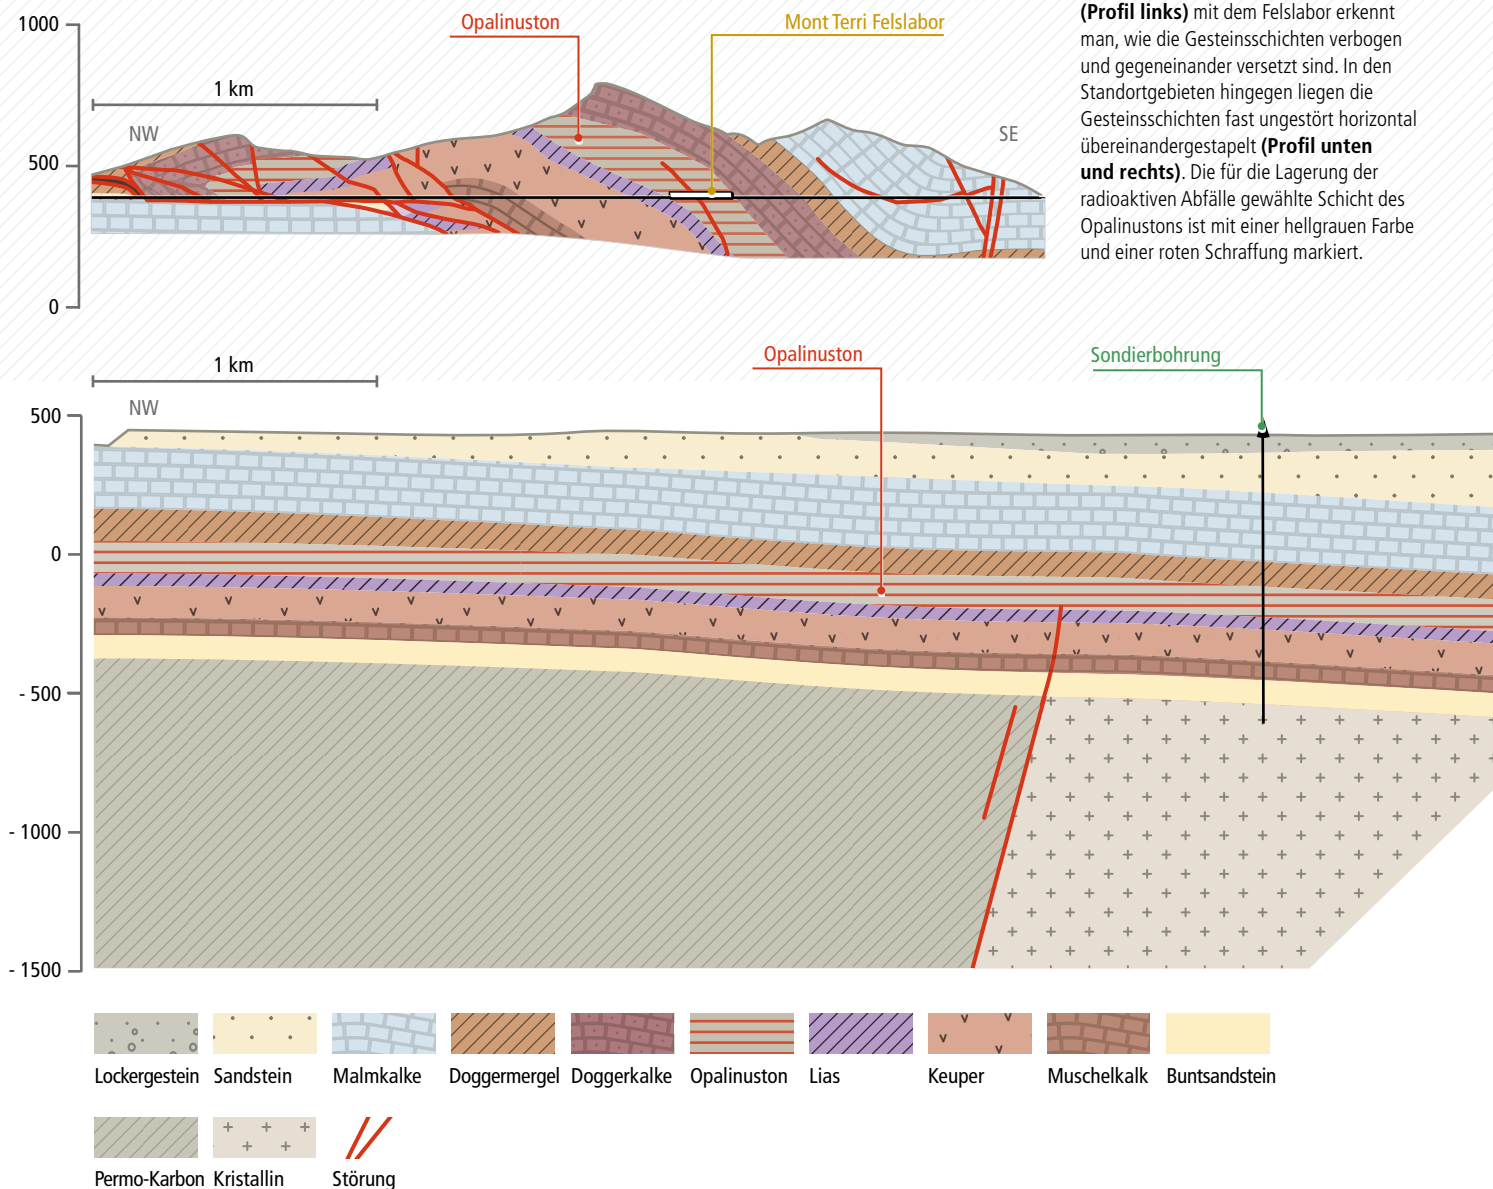 1000
Opalinuston
Mont Terri Felslabor
1 km
NW
SE
500
0
(Profil links) mit dem Felslabor erkennt
man, wie die Gesteinsschichten verbogen
und gegeneinander versetzt sind. In den
Standortgebieten hingegen liegen die
Gesteinsschichten fast ungestört horizontal
übereinandergestapelt (Profil unten
und rechts). Die für die Lagerung der
radioaktiven Abfälle gewählte Schicht des
Opalinustons ist mit einer hellgrauen Farbe
und einer roten Schraffung markiert.
1 km
Opalinuston
Sondierbohrung
NW
500
0
- 500
- 1000
- 1500
Lockergestein
Sandstein
Malmkalke
Doggermergel
Doggerkalke
Opalinuston
Lias
Keuper
Muschelkalk
Buntsandstein
Permo-Karbon
Kristallin
Störung